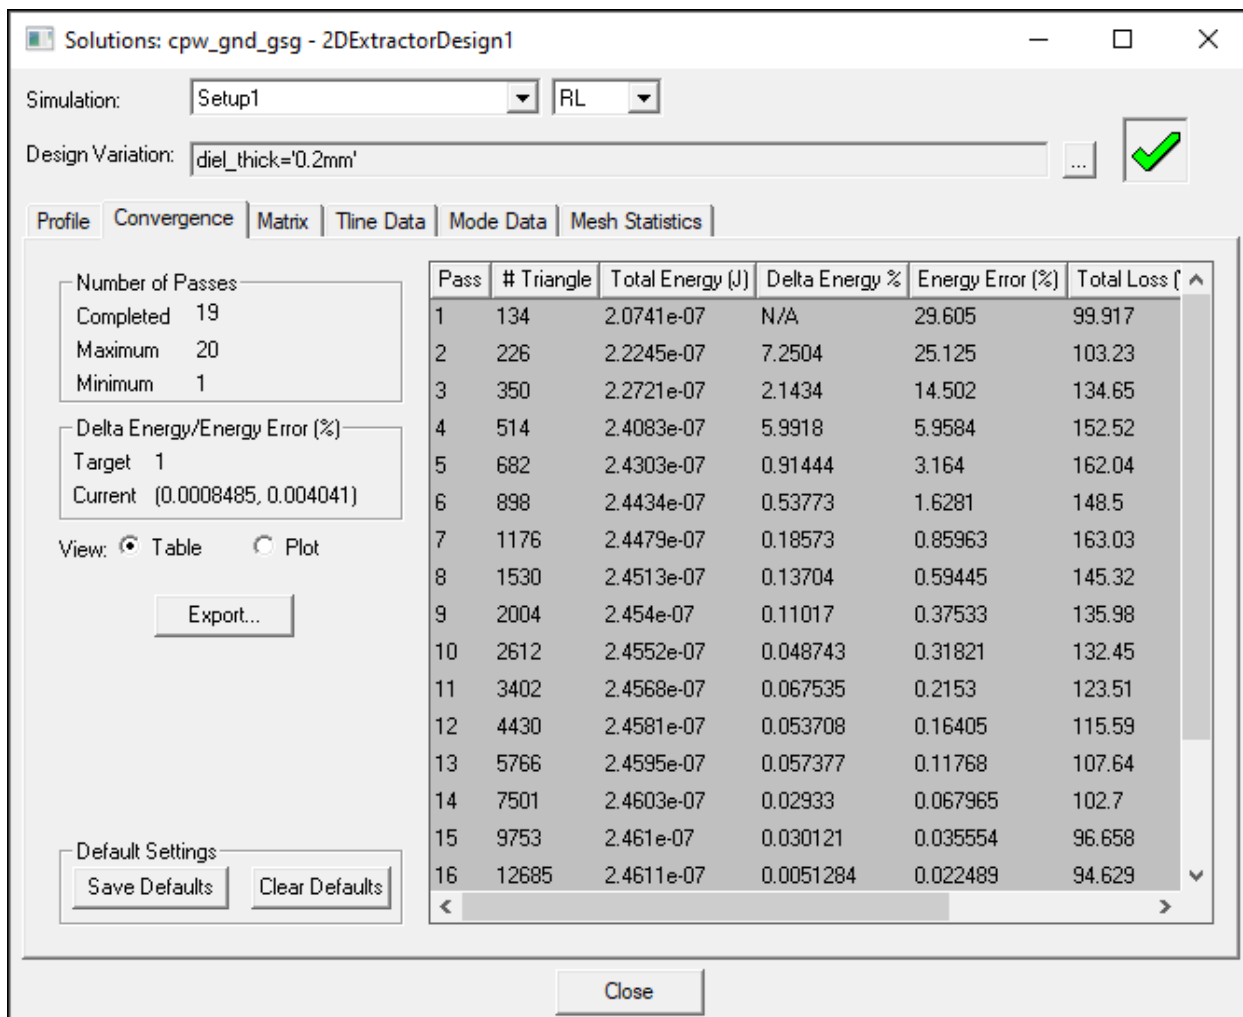 Solutions: cpw_gnd_gsg - 2DExtractorDesign1
Simulation: Setup1 RL
Design Variation: diel_thick='0.2mm' ...
Profile Convergence Matrix Tline Data Mode Data Mesh Statistics
Number of Passes
Completed 19
Maximum 20
Minimum 1
Delta Energy/Energy Error (%)
Target 1
Current (0.0008485, 0.004041)
View: Table Plot
Export...
Default Settings
Save Defaults Clear Defaults
Pass # Triangle Total Energy (J) Delta Energy % Energy Error (%) Total Loss (
1 134 2.0741e-07 N/A 29.605 99.917
2 226 2.2245e-07 7.2504 25.125 103.23
3 350 2.2721e-07 2.1434 14.502 134.65
4 514 2.4083e-07 5.9918 5.9584 152.52
5 682 2.4303e-07 0.91444 3.164 162.04
6 898 2.4434e-07 0.53773 1.6281 148.5
7 1176 2.4479e-07 0.18573 0.85963 163.03
8 1530 2.4513e-07 0.13704 0.59445 145.32
9 2004 2.454e-07 0.11017 0.37533 135.98
10 2612 2.4552e-07 0.048743 0.31821 132.45
11 3402 2.4568e-07 0.067535 0.2153 123.51
12 4430 2.4581e-07 0.053708 0.16405 115.59
13 5766 2.4595e-07 0.057377 0.11768 107.64
14 7501 2.4603e-07 0.02933 0.067965 102.7
15 9753 2.461e-07 0.030121 0.035554 96.658
16 12685 2.4611e-07 0.0051284 0.022489 94.629
Close